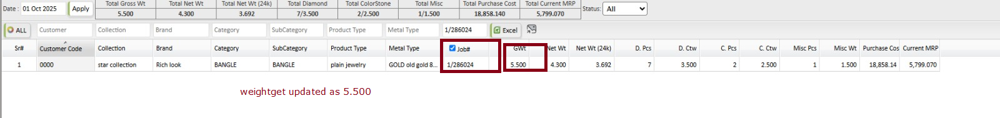 Date : 01 Oct 2025 Apply Total Gross Wt Total Net Wt Total Net Wt (24k) Total Diamond Total ColorStone Total Misc Total Purchase Cost Total Current MRP Status: All
5.500 4.300 3.692 7/3.500 2/2.500 1/1.500 18,858.140 5,799.070
ALL Customer Collection Brand Category SubCategory Product Type Metal Type 1/286024 Excel
Sr# Customer Code Collection Brand Category SubCategory Product Type Metal Type Job# GWt Net Wt Net Wt (24k) D. Pcs D. Ctw C. Pcs C. Ctw Misc Pcs Misc Wt Purchase Cos Current MRP
1 0000 star collection Rich look BANGLE BANGLE plain jewelry GOLD old gold 8... 1/286024 5.500 4.300 3.692 7 3.500 2 2.500 1 1.500 18,858.14 5,799.070
weightget updated as 5.500